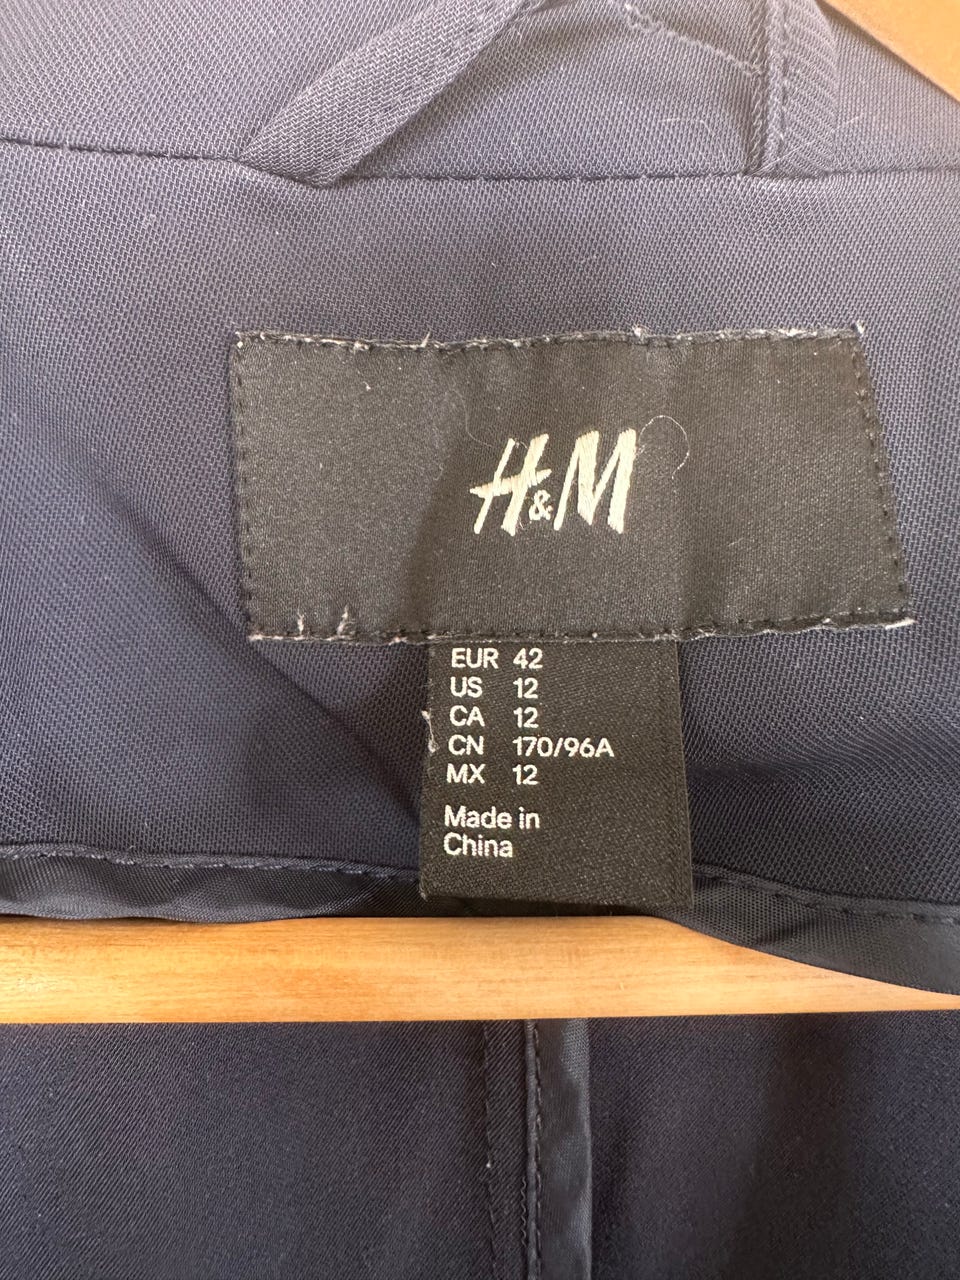 H&M
EUR 42
US 12
CA 12
CN 170/96A
MX 12
Made in
China